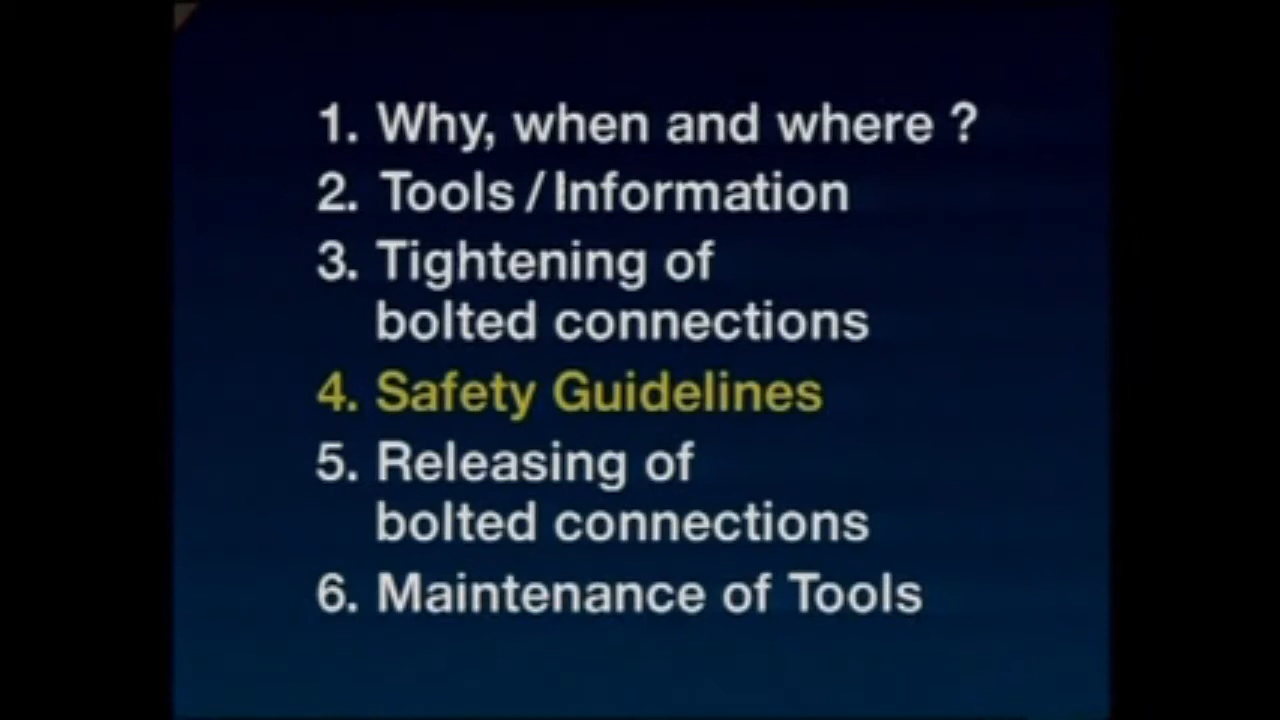 1. Why, when and where ?
2. Tools / Information
3. Tightening of
bolted connections
4. Safety Guidelines
5. Releasing of
bolted connections
6. Maintenance of Tools